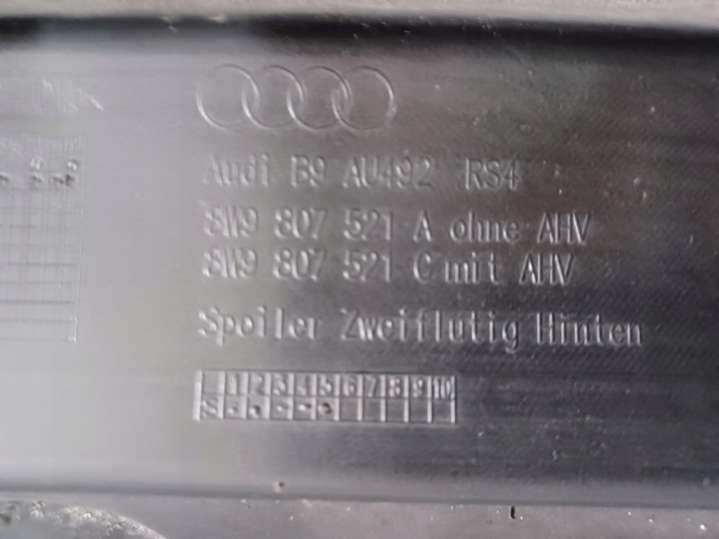 Audi B9 AU492 RS4
8W9 807 521 A ohne AHV
8W9 807 521 C mit AHV
Spoiler Zweiflutig Hinten
1 2 3 4 5 6 7 8 9 10